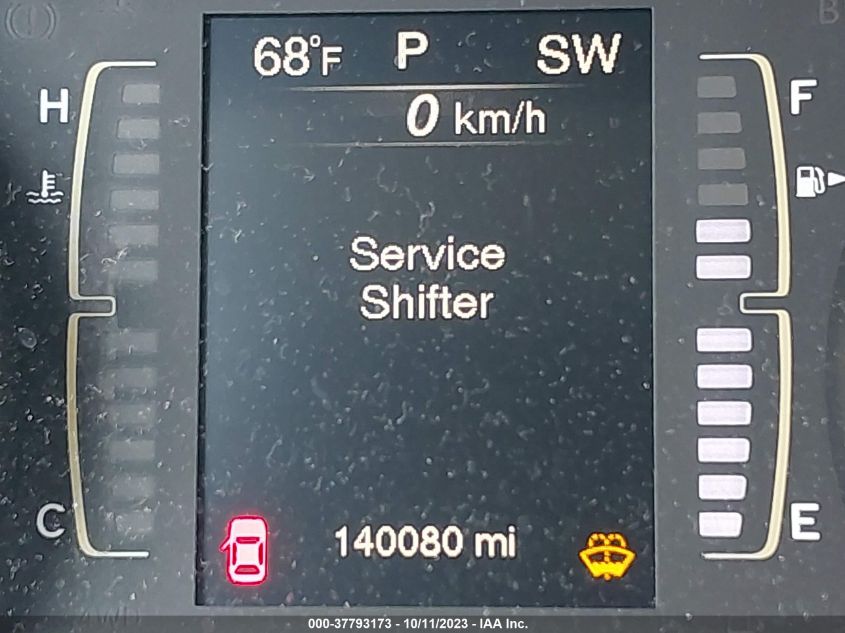 68°F P SW
0 km/h
H
F
Service
Shifter
C
E
140080 mi
000-37793173 - 10/11/2023 - IAA Inc.